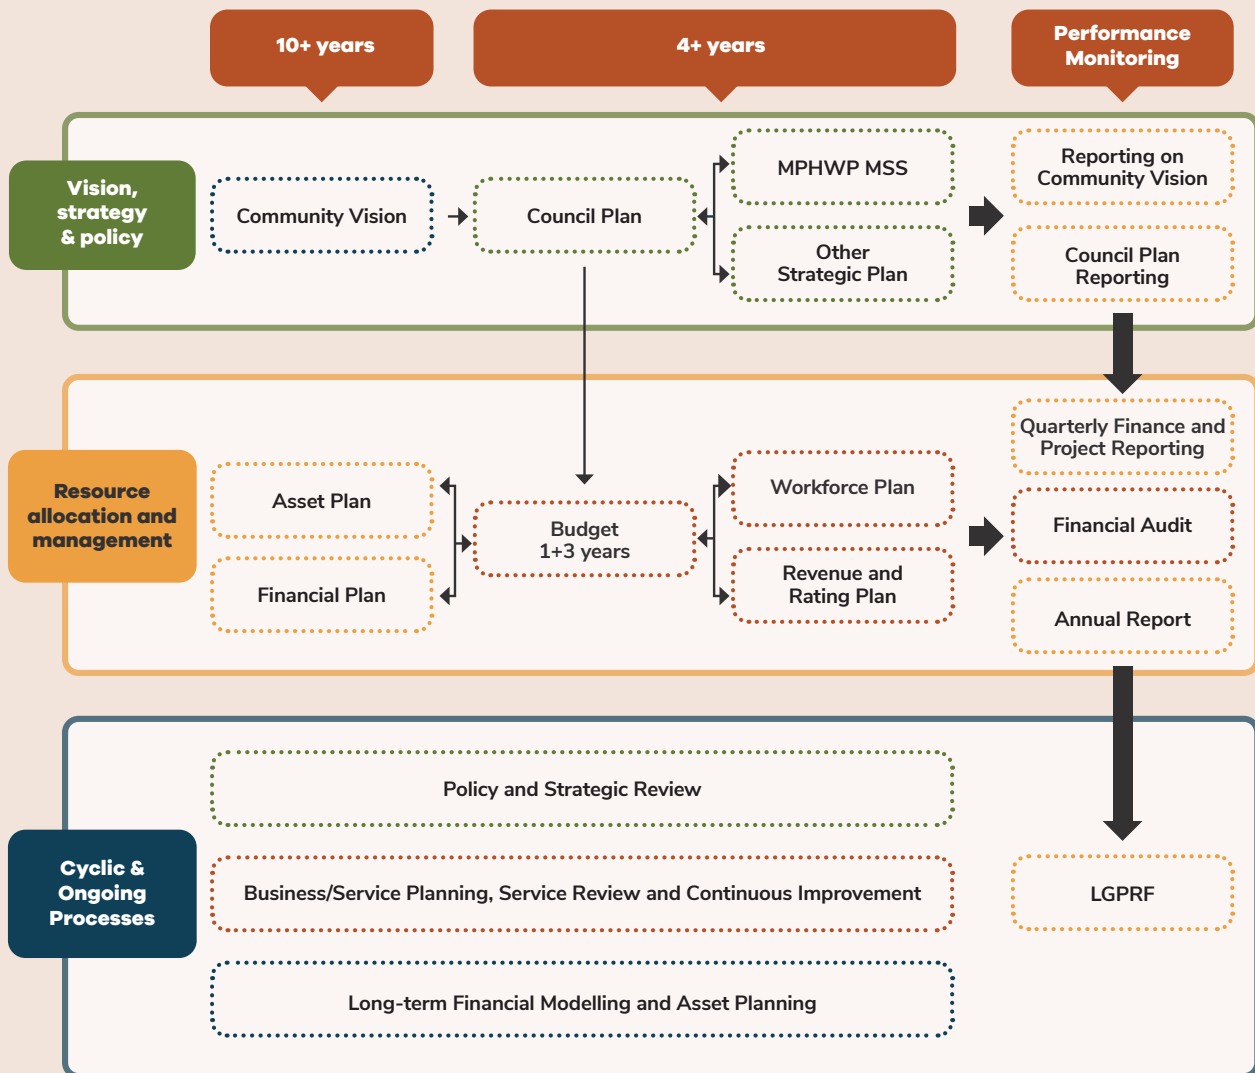 10+ years
4+ years
Performance
Monitoring
Vision,
strategy
& policy
Community Vision
Council Plan
MPHWP MSS
Other
Strategic Plan
Reporting on
Community Vision
Council Plan
Reporting
Resource
allocation and
management
Asset Plan
Financial Plan
Budget
1+3 years
Workforce Plan
Revenue and
Rating Plan
Quarterly Finance and
Project Reporting
Financial Audit
Annual Report
Cyclic &
Ongoing
Processes
Policy and Strategic Review
Business/Service Planning, Service Review and Continuous Improvement
Long-term Financial Modelling and Asset Planning
LGPRF